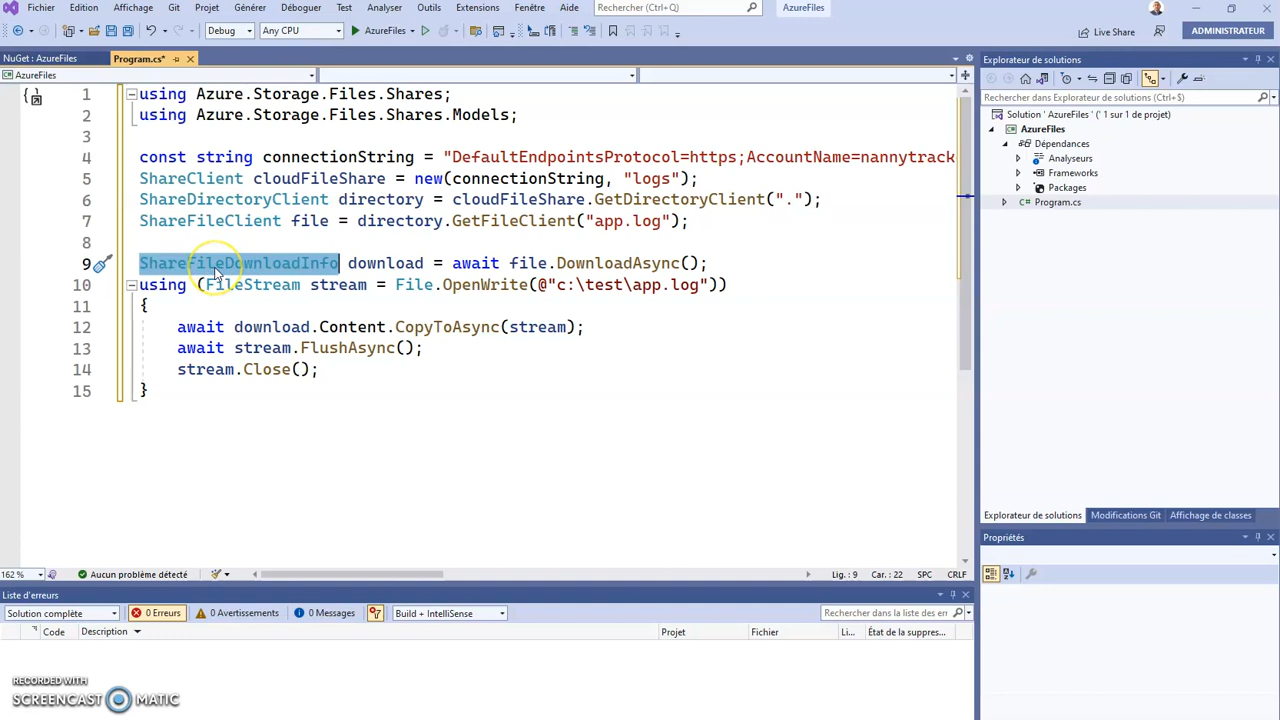 Fichier Edition Affichage Git Projet Générer Déboguer Test Analyser Outils Extensions Fenêtre Aide Rechercher (Ctrl+Q) AzureFiles
Debug Any CPU AzureFiles Live Share ADMINISTRATEUR
NuGet : AzureFiles Program.cs*
AzureFiles
1 using Azure.Storage.Files.Shares;
2 using Azure.Storage.Files.Shares.Models;
3
4 const string connectionString = "DefaultEndpointsProtocol=https;AccountName=nannytrack
5 ShareClient cloudFileShare = new(connectionString, "logs");
6 ShareDirectoryClient directory = cloudFileShare.GetDirectoryClient(".");
7 ShareFileClient file = directory.GetFileClient("app.log");
8
9 ShareFileDownloadInfo download = await file.DownloadAsync();
10 using (FileStream stream = File.OpenWrite(@"c:\test\app.log"))
11 {
12 await download.Content.CopyToAsync(stream);
13 await stream.FlushAsync();
14 stream.Close();
15 }
162 % Aucun problème détecté Lig. : 9 Car. : 22 SPC CRLF
Liste d'erreurs
Solution complète 0 Erreurs 0 Avertissements 0 Messages Build + IntelliSense Rechercher dans la liste des err
Code Description Projet Fichier Li... État de la suppres...
RECORDED WITH
SCREENCAST MATIC
Explorateur de solutions
Rechercher dans Explorateur de solutions (Ctrl+$)
Solution ' AzureFiles ' (' 1 sur 1 de projet)
AzureFiles
Dépendances
Analyseurs
Frameworks
Packages
Program.cs
Explorateur de solutions Modifications Git Affichage de classes
Propriétés